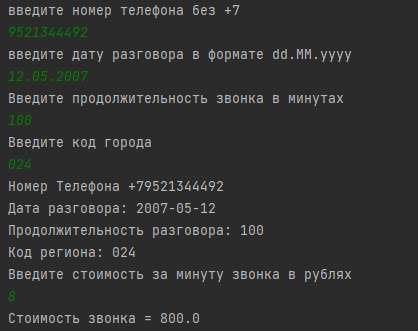 введите номер телефона без +7
9521344492
введите дату разговора в формате dd.MM.yyyy
12.05.2007
Введите продолжительность звонка в минутах
100
Введите код города
024
Номер Телефона +79521344492
Дата разговора: 2007-05-12
Продолжительность разговора: 100
Код региона: 024
Введите стоимость за минуту звонка в рублях
8
Стоимость звонка = 800.0